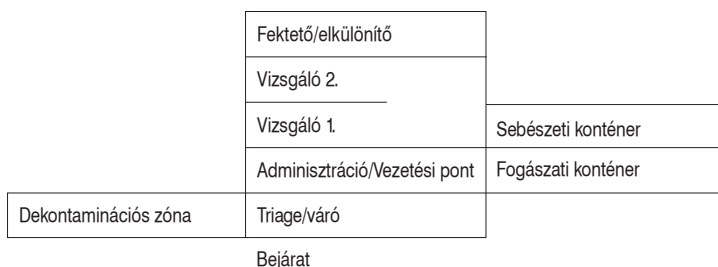 Fektető/elkülönítő
Vizsgáló 2.
Vizsgáló 1.
Sebészeti konténer
Adminisztráció/Vezetési pont
Fogászati konténer
Dekontaminációs zóna
Triage/váró
Bejárat